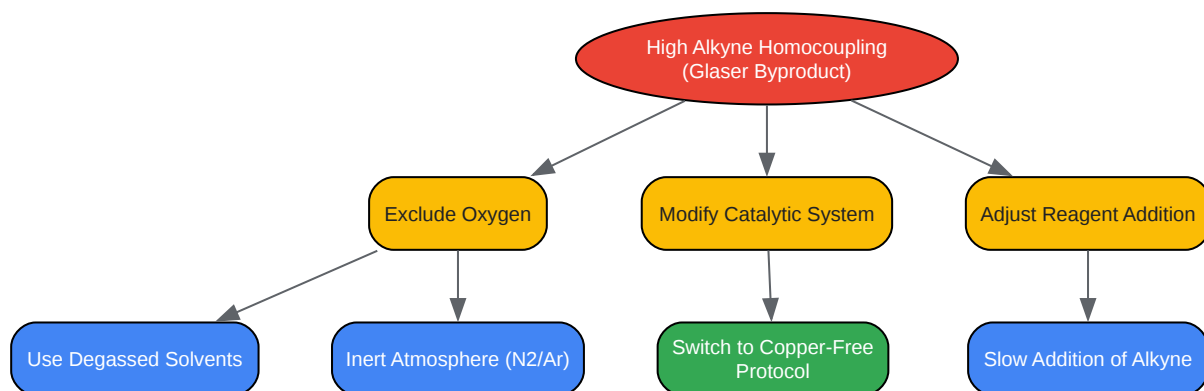 High Alkyne Homocoupling
(Glaser Byproduct)
Exclude Oxygen
Modify Catalytic System
Adjust Reagent Addition
Use Degassed Solvents
Inert Atmosphere (N2/Ar)
Switch to Copper-Free
Protocol
Slow Addition of Alkyne